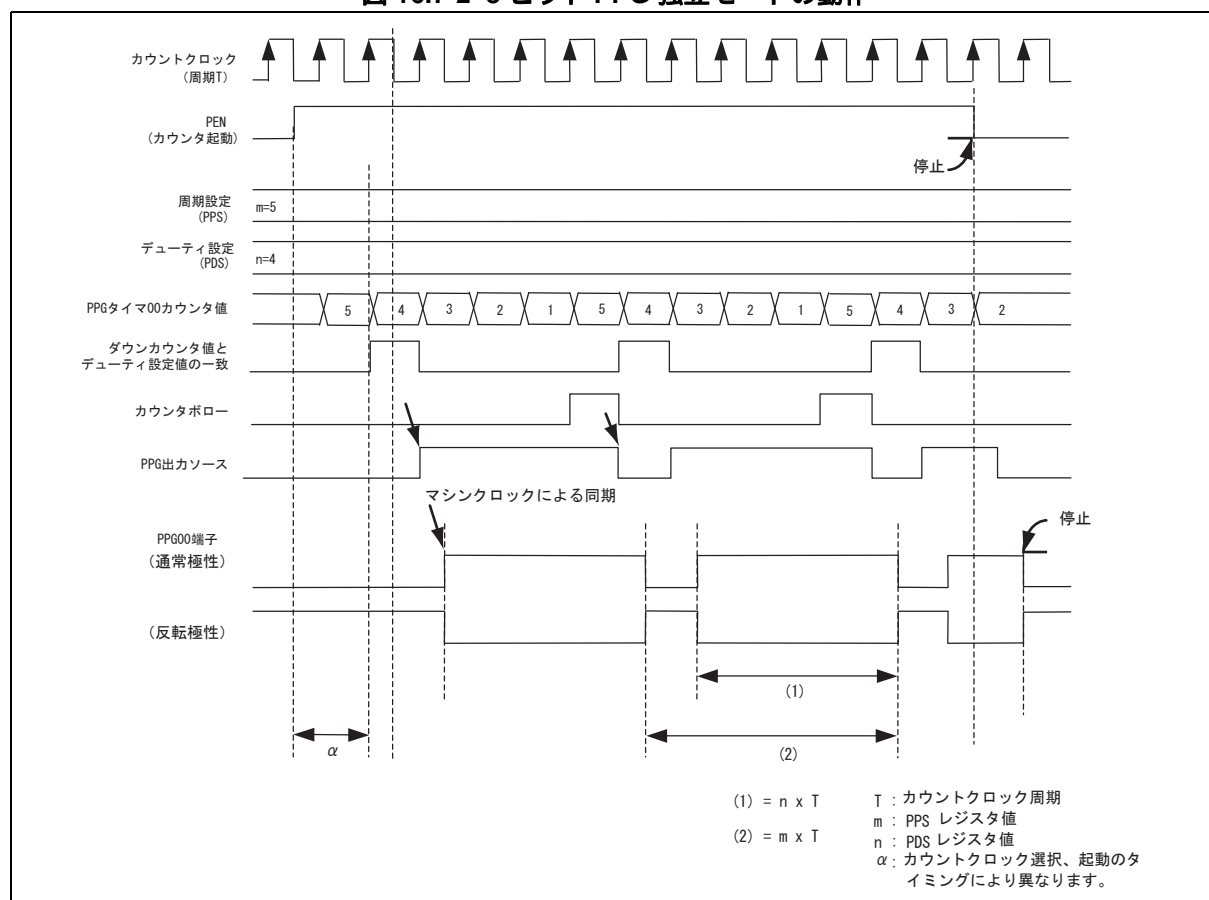 カウントクロック
(周期T)
PEN
(カウンタ起動)
停止
周期設定
(PPS)
m=5
デューティ設定
(PDS)
n=4
PPGタイマ00カウンタ値
5 4 3 2 1 5 4 3 2 1 5 4 3 2
ダウンカウンタ値と
デューティ設定値の一致
カウンタボロー
PPG出力ソース
マシンクロックによる同期
停止
PPG00端子
(通常極性)
(反転極性)
(1)
α
(2)
(1) = n x T
(2) = m x T
T : カウントクロック周期
m : PPS レジスタ値
n : PDS レジスタ値
α: カウントクロック選択、起動のタ
イミングにより異なります。